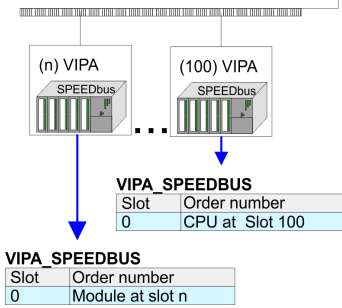 (n) VIPA
SPEEDbus
(100) VIPA
SPEEDbus
VIPA_SPEEDBUS
Slot Order number
0 CPU at Slot 100
VIPA_SPEEDBUS
Slot Order number
0 Module at slot n